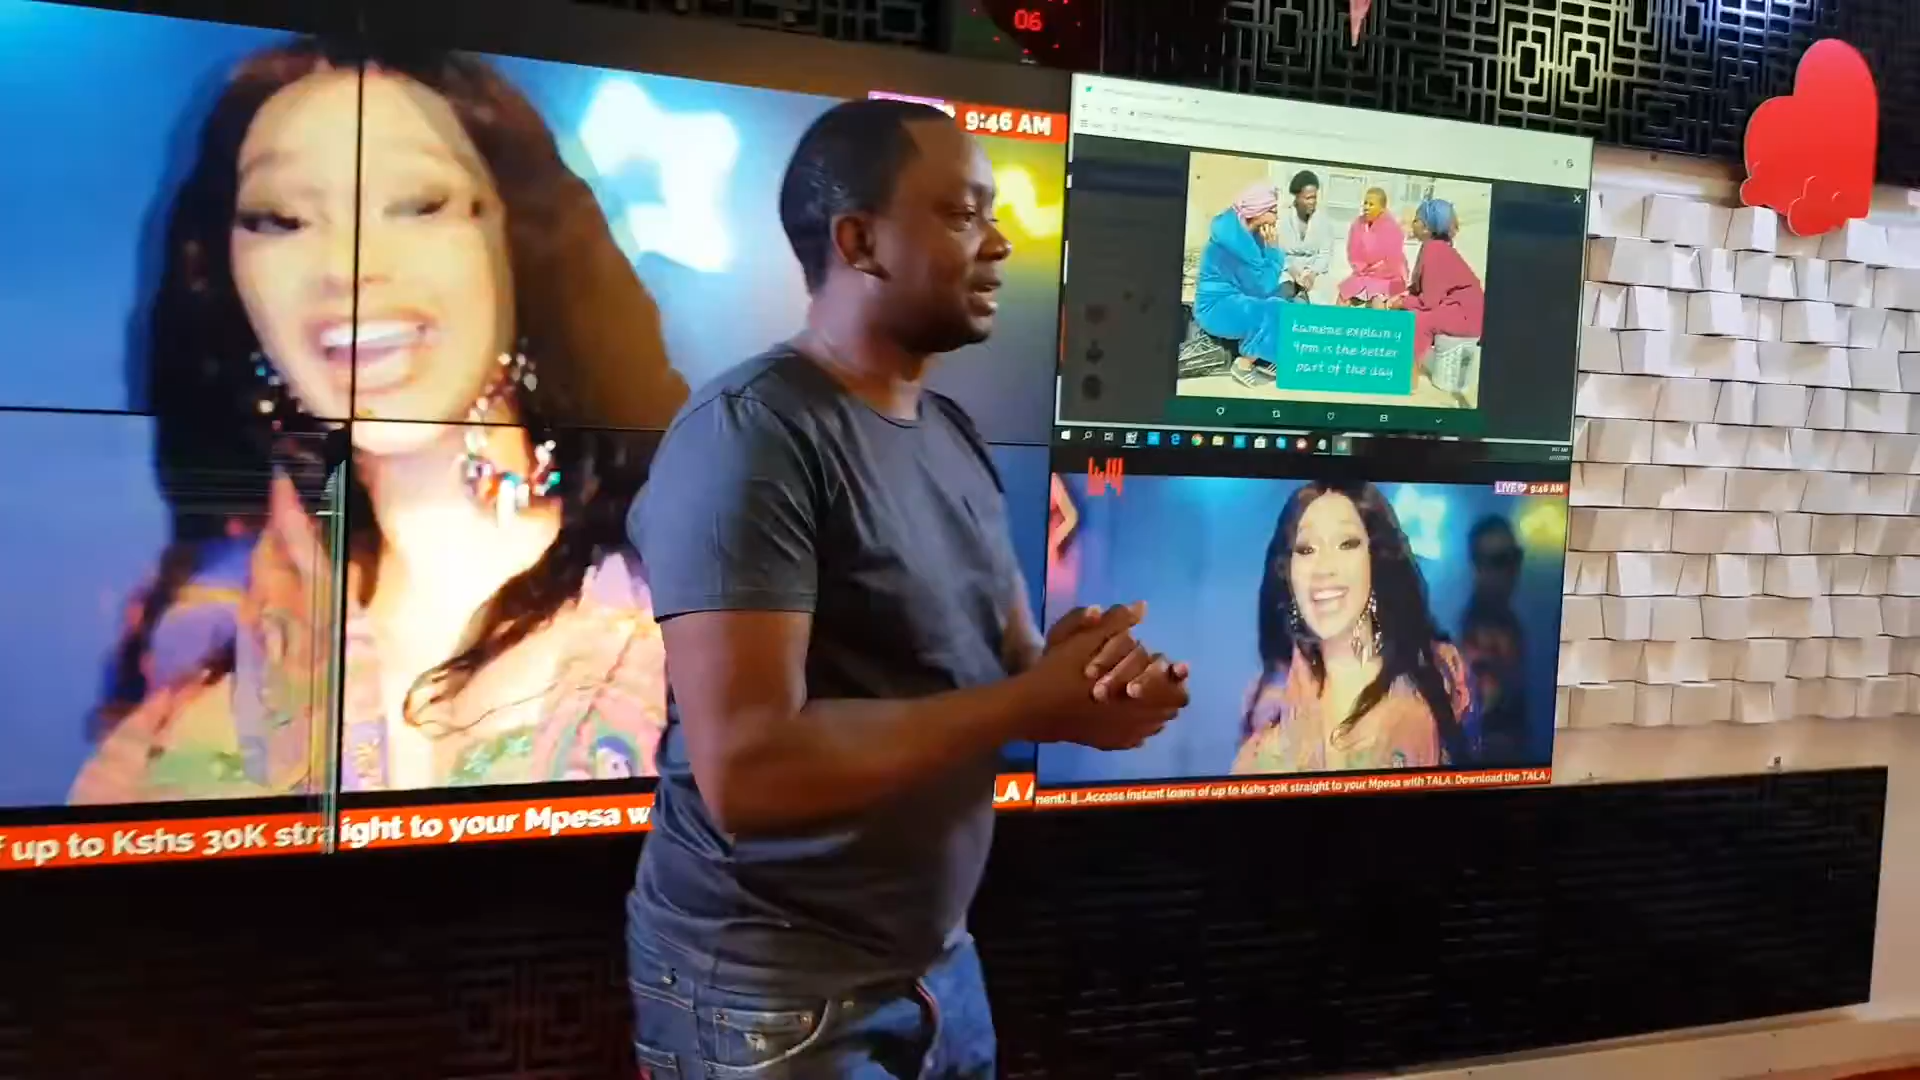 06
9:46 AM
kamene explain y
4pm is the better
part of the day
LIVE 9:46 AM
up to Kshs 30K straight to your Mpesa w
LA
ment). ||...Access instant loans of up to Kshs 30K straight to your Mpesa with TALA. Download the TALA